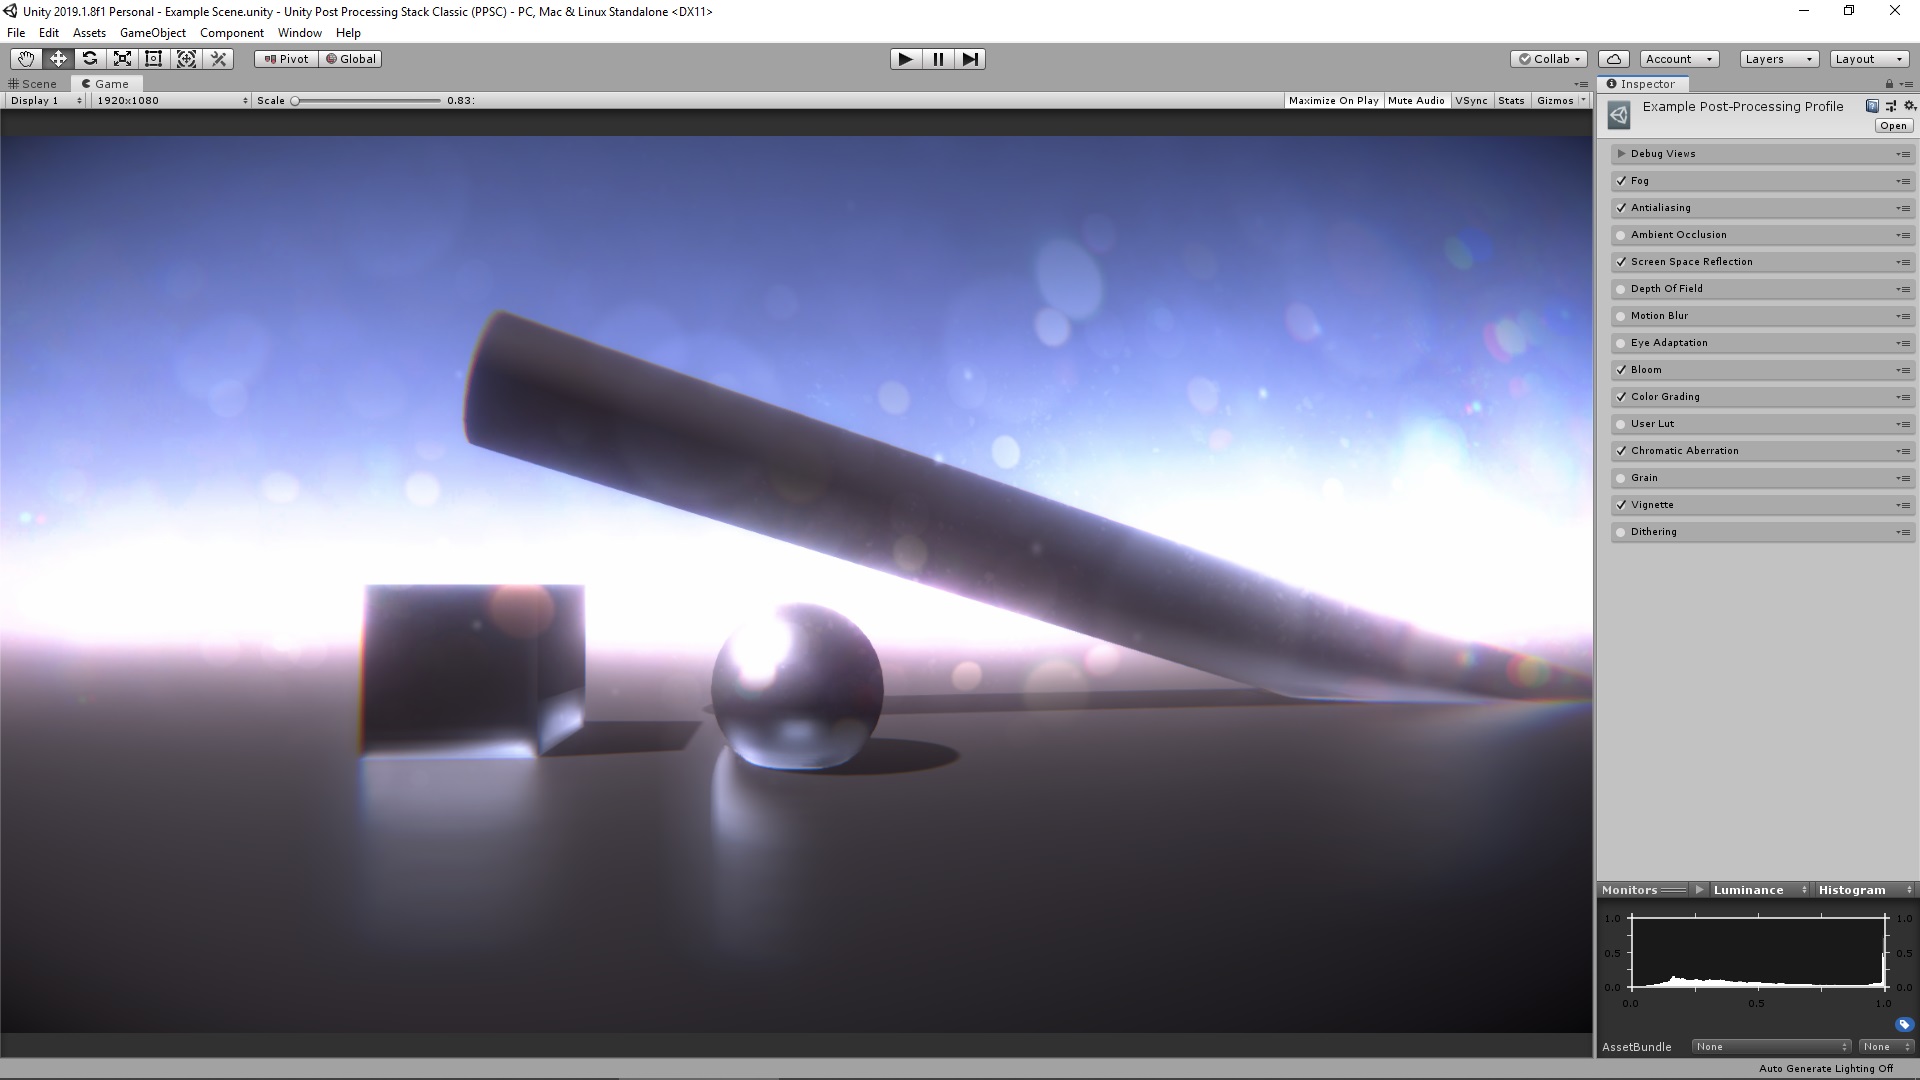 Unity 2019.1.8f1 Personal - Example Scene.unity - Unity Post Processing Stack Classic (PPSC) - PC, Mac & Linux Standalone <DX11>
File Edit Assets GameObject Component Window Help
Pivot Global Collab Account Layers Layout
Scene Game Inspector
Display 1 1920x1080 Scale 0.83: Maximize On Play Mute Audio VSync Stats Gizmos
Example Post-Processing Profile
Open
Debug Views
Fog
Antialiasing
Ambient Occlusion
Screen Space Reflection
Depth Of Field
Motion Blur
Eye Adaptation
Bloom
Color Grading
User Lut
Chromatic Aberration
Grain
Vignette
Dithering
Monitors Luminance Histogram
1.0 1.0
0.5 0.5
0.0 0.0
0.0 0.5 1.0
AssetBundle None None
Auto Generate Lighting Off